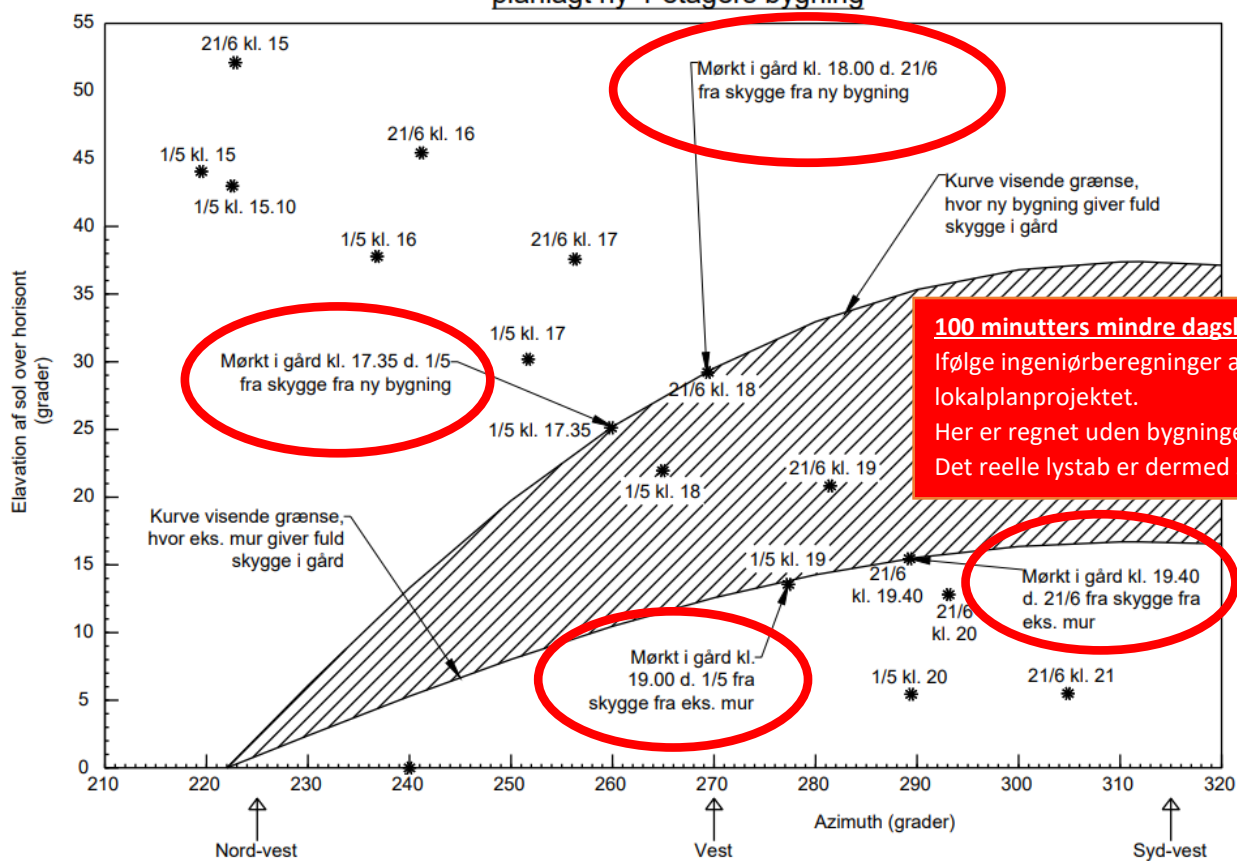 planlagt ny 4 etagers bygning
55
50
45
40
35
30
25
20
15
10
5
0
Elavation af sol over horisont
(grader)
21/6 kl. 15
1/5 kl. 15
1/5 kl. 15.10
21/6 kl. 16
1/5 kl. 16
21/6 kl. 17
1/5 kl. 17
Mørkt i gård kl. 18.00 d. 21/6
fra skygge fra ny bygning
Kurve visende grænse,
hvor ny bygning giver fuld
skygge i gård
Mørkt i gård kl. 17.35 d. 1/5
fra skygge fra ny bygning
21/6 kl. 18
1/5 kl. 17.35
1/5 kl. 18
21/6 kl. 19
100 minutters mindre
Ifølge ingeniørberegninger
lokalplanprojektet.
Her er regnet uden
Det reelle lystab er dermed
Kurve visende grænse,
hvor eks. mur giver fuld
skygge i gård
1/5 kl. 19
21/6
kl. 19.40
21/6
kl. 20
Mørkt i gård kl. 19.40
d. 21/6 fra skygge fra
eks. mur
Mørkt i gård kl.
19.00 d. 1/5 fra
skygge fra eks. mur
1/5 kl. 20
21/6 kl. 21
210 220 230 240 250 260 270 280 290 300 310 320
Azimuth (grader)
Nord-vest
Vest
Syd-vest